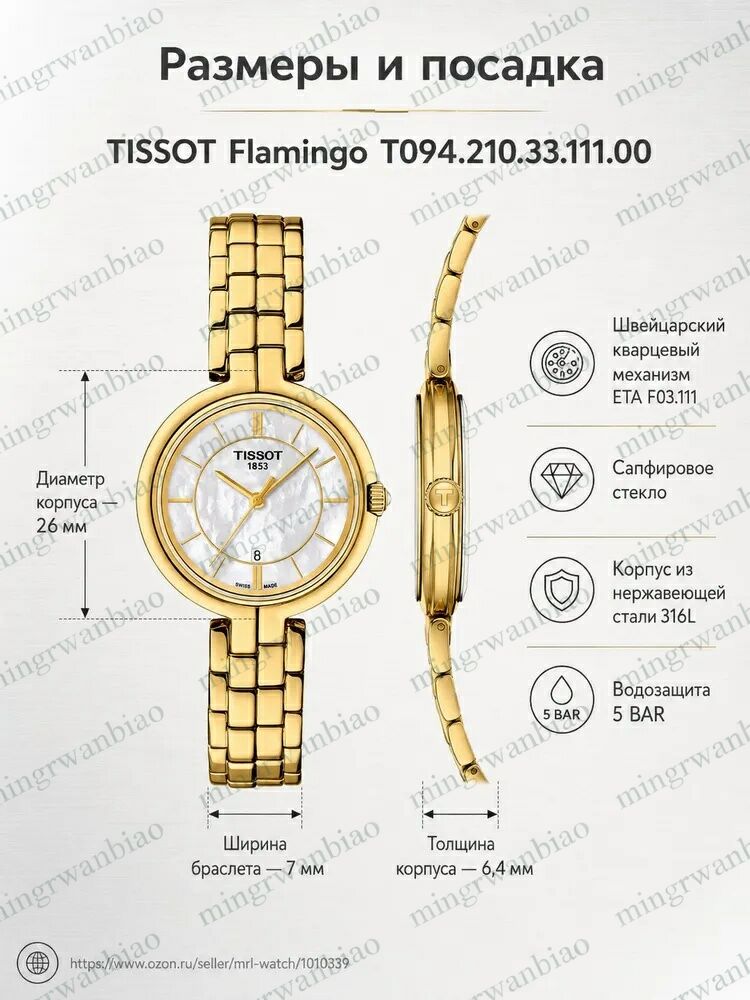 Размеры и посадка
TISSOT Flamingo T094.210.33.111.00
Швейцарский
кварцевый
механизм
ETA F03.111
Диаметр
корпуса —
26 мм
TISSOT
1853
8
SWISS MADE
T
Сапфировое
стекло
Корпус из
нержавеющей
стали 316L
5 BAR
Водозащита
5 BAR
Ширина
браслета — 7 мм
Толщина
корпуса — 6,4 мм
https://www.ozon.ru/seller/mrl-watch/1010339
mingrwanbiao